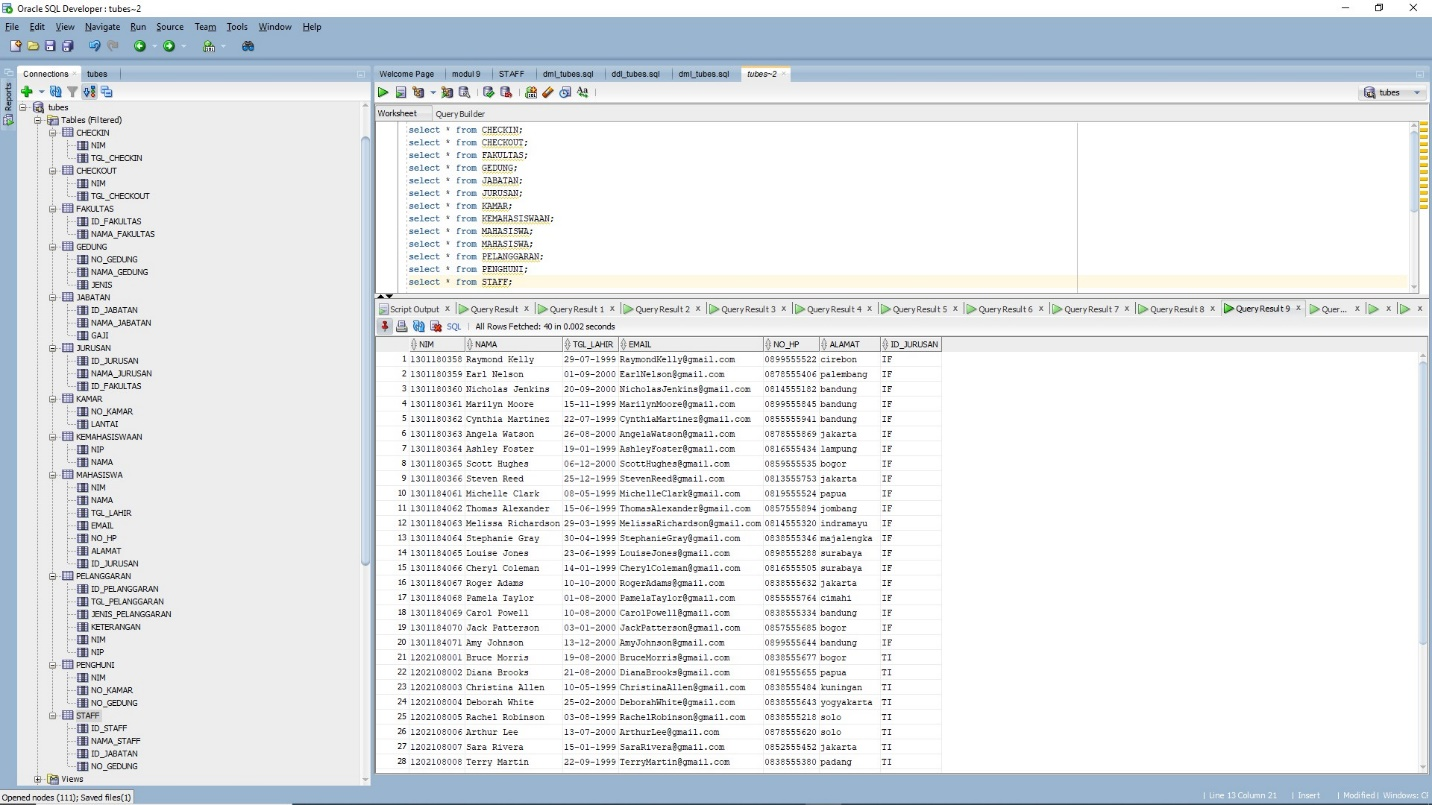 Oracle SQL Developer : tubes~2
File Edit View Navigate Run Source Team Tools Window Help
Connections tubes
Reports
tubes
Tables (Filtered)
CHECKIN
NIM
TGL_CHECKIN
CHECKOUT
NIM
TGL_CHECKOUT
FAKULTAS
ID_FAKULTAS
NAMA_FAKULTAS
GEDUNG
NO_GEDUNG
NAMA_GEDUNG
JENIS
JABATAN
ID_JABATAN
NAMA_JABATAN
GAJI
JURUSAN
ID_JURUSAN
NAMA_JURUSAN
ID_FAKULTAS
KAMAR
NO_KAMAR
LANTAI
KEMAHASISWAAN
NIP
NAMA
MAHASISWA
NIM
NAMA
TGL_LAHIR
EMAIL
NO_HP
ALAMAT
ID_JURUSAN
PELANGGARAN
ID_PELANGGARAN
TGL_PELANGGARAN
JENIS_PELANGGARAN
KETERANGAN
NIM
NIP
PENGHUNI
NIM
NO_KAMAR
NO_GEDUNG
STAFF
ID_STAFF
NAMA_STAFF
ID_JABATAN
NO_GEDUNG
Views
Welcome Page modul 9 STAFF dml_tubes.sql ddl_tubes.sql dml_tubes.sql tubes~2
tubes
Worksheet Query Builder
select * from CHECKIN;
select * from CHECKOUT;
select * from FAKULTAS;
select * from GEDUNG;
select * from JABATAN;
select * from JURUSAN;
select * from KAMAR;
select * from KEMAHASISWAAN;
select * from MAHASISWA;
select * from MAHASISWA;
select * from PELANGGARAN;
select * from PENGHUNI;
select * from STAFF;
Script Output x Query Result x Query Result 1 x Query Result 2 x Query Result 3 x Query Result 4 x Query Result 5 x Query Result 6 x Query Result 7 x Query Result 8 x Query Result 9 x Quer... x x x
SQL | All Rows Fetched: 40 in 0.002 seconds
NIM NAMA TGL_LAHIR EMAIL NO_HP ALAMAT ID_JURUSAN
1 1301180358 Raymond Kelly 29-07-1999 RaymondKelly@gmail.com 0899555522 cirebon IF
2 1301180359 Earl Nelson 01-09-2000 EarlNelson@gmail.com 0878555406 palembang IF
3 1301180360 Nicholas Jenkins 20-09-2000 NicholasJenkins@gmail.com 0814555182 bandung IF
4 1301180361 Marilyn Moore 15-11-1999 MarilynMoore@gmail.com 0899555845 bandung IF
5 1301180362 Cynthia Martinez 22-07-1999 CynthiaMartinez@gmail.com 0855555941 bandung IF
6 1301180363 Angela Watson 26-08-2000 AngelaWatson@gmail.com 0878555869 jakarta IF
7 1301180364 Ashley Foster 19-01-1999 AshleyFoster@gmail.com 0816555434 lampung IF
8 1301180365 Scott Hughes 06-12-2000 ScottHughes@gmail.com 0859555535 bogor IF
9 1301180366 Steven Reed 25-12-1999 StevenReed@gmail.com 0813555753 jakarta IF
10 1301184061 Michelle Clark 08-05-1999 MichelleClark@gmail.com 0819555524 papua IF
11 1301184062 Thomas Alexander 15-06-1999 ThomasAlexander@gmail.com 0857555894 jombang IF
12 1301184063 Melissa Richardson 29-03-1999 MelissaRichardson@gmail.com 0814555320 indramayu IF
13 1301184064 Stephanie Gray 30-04-1999 StephanieGray@gmail.com 0838555346 majalengka IF
14 1301184065 Louise Jones 23-06-1999 LouiseJones@gmail.com 0898555288 surabaya IF
15 1301184066 Cheryl Coleman 14-01-1999 CherylColeman@gmail.com 0816555505 surabaya IF
16 1301184067 Roger Adams 10-10-2000 RogerAdams@gmail.com 0838555632 jakarta IF
17 1301184068 Pamela Taylor 01-08-2000 PamelaTaylor@gmail.com 0855555764 cimahi IF
18 1301184069 Carol Powell 10-08-2000 CarolPowell@gmail.com 0838555334 bandung IF
19 1301184070 Jack Patterson 03-01-2000 JackPatterson@gmail.com 0857555685 bogor IF
20 1301184071 Amy Johnson 13-12-2000 AmyJohnson@gmail.com 0899555644 bandung IF
21 1202108001 Bruce Morris 19-08-2000 BruceMorris@gmail.com 0838555677 bogor TI
22 1202108002 Diana Brooks 21-08-2000 DianaBrooks@gmail.com 0819555655 papua TI
23 1202108003 Christina Allen 10-05-1999 ChristinaAllen@gmail.com 0838555484 kuningan TI
24 1202108004 Deborah White 25-02-2000 DeborahWhite@gmail.com 0838555643 yogyakarta TI
25 1202108005 Rachel Robinson 03-08-1999 RachelRobinson@gmail.com 0838555218 solo TI
26 1202108006 Arthur Lee 13-07-2000 ArthurLee@gmail.com 0878555620 solo TI
27 1202108007 Sara Rivera 15-01-1999 SaraRivera@gmail.com 0852555452 jakarta TI
28 1202108008 Terry Martin 22-09-1999 TerryMartin@gmail.com 0838555380 padang TI
Opened nodes (111); Saved files(1)
| Line 13 Column 21 | Insert | Modified | Windows: Cl